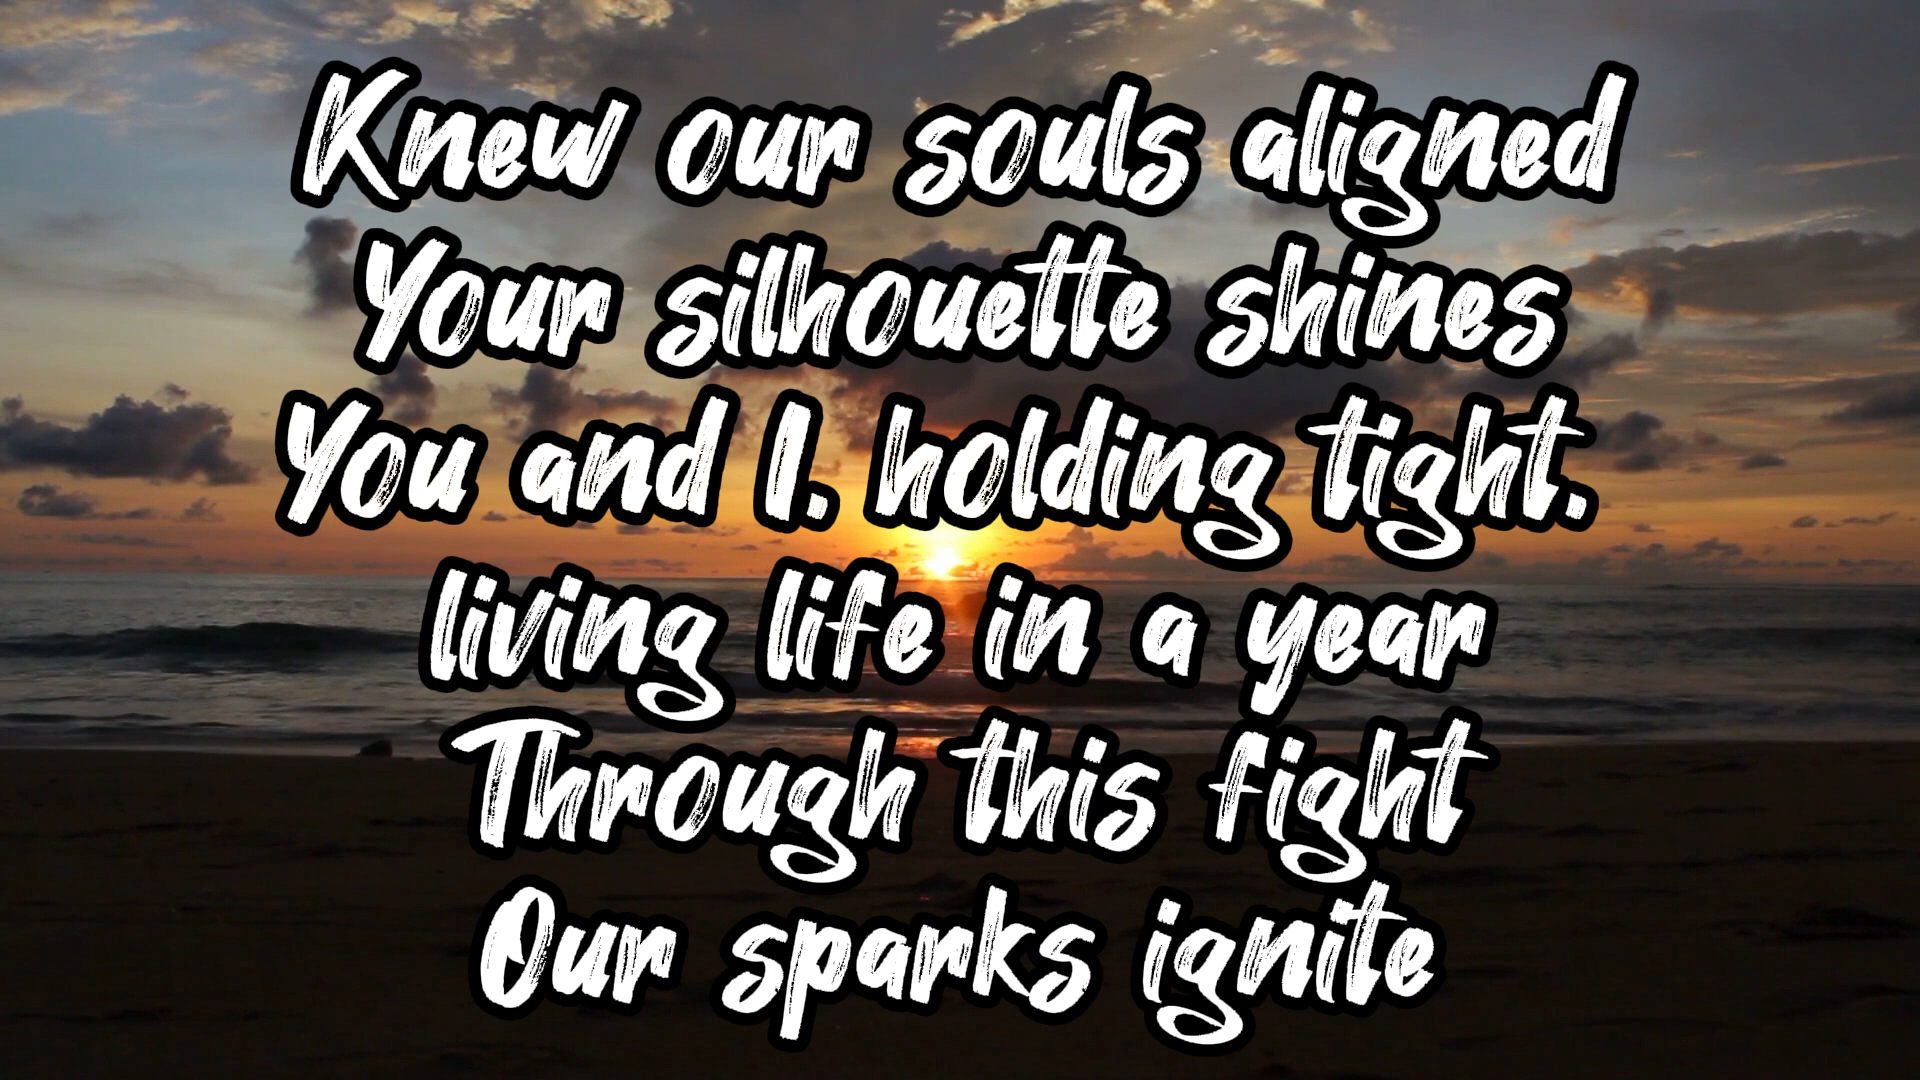 Knew our souls aligned
Your silhouette shines
You and I. holding tight.
living life in a year
Through this fight
Our sparks ignite